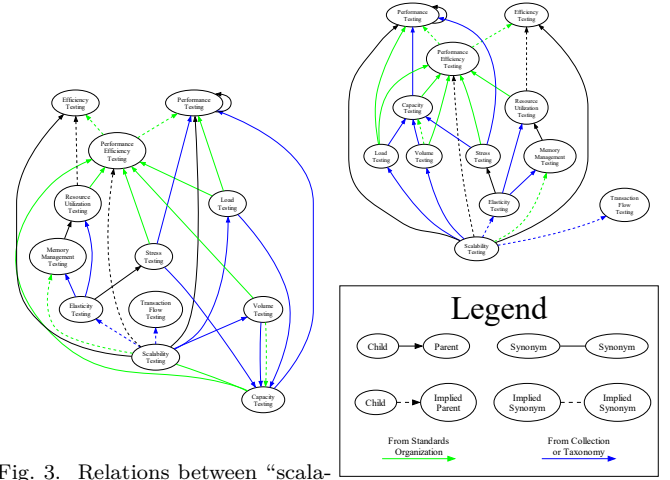 Efficiency
Testing
Performance
Testing
Performance
Efficiency
Testing
Resource
Utilization
Testing
Load
Testing
Memory
Management
Testing
Stress
Testing
Elasticity
Testing
Transaction
Flow
Testing
Volume
Testing
Scalability
Testing
Capacity
Testing
Fig. 3. Relations between “scala-
Performance
Testing
Efficiency
Testing
Performance
Efficiency
Testing
Capacity
Testing
Resource
Utilization
Testing
Load
Testing
Volume
Testing
Stress
Testing
Memory
Management
Testing
Elasticity
Testing
Transaction
Flow
Testing
Scalability
Testing
Legend
Child Parent Synonym Synonym
Child
Implied
Parent
Implied
Synonym
Implied
Synonym
From Standards
Organization
From Collection
or Taxonomy